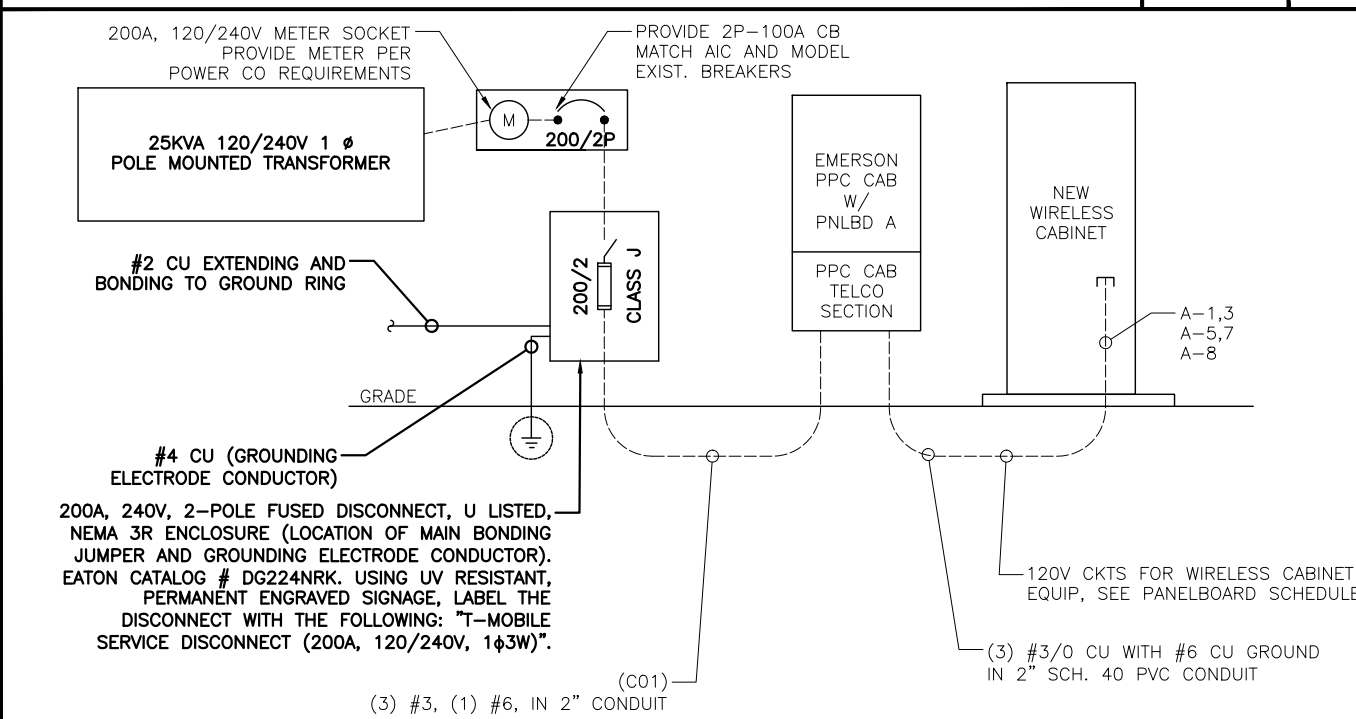 200A, 120/240V METER SOCKET
PROVIDE METER PER
POWER CO REQUIREMENTS
PROVIDE 2P-100A CB
MATCH AIC AND MODEL
EXIST. BREAKERS
25KVA 120/240V 1 ø
POLE MOUNTED TRANSFORMER
M
200/2P
EMERSON
PPC CAB
W/
PNLBD A
PPC CAB
TELCO
SECTION
NEW
WIRELESS
CABINET
200/2
CLASS J
#2 CU EXTENDING AND
BONDING TO GROUND RING
A-1,3
A-5,7
A-8
GRADE
#4 CU (GROUNDING
ELECTRODE CONDUCTOR)
200A, 240V, 2-POLE FUSED DISCONNECT, U LISTED,
NEMA 3R ENCLOSURE (LOCATION OF MAIN BONDING
JUMPER AND GROUNDING ELECTRODE CONDUCTOR).
EATON CATALOG # DG224NRK. USING UV RESISTANT,
PERMANENT ENGRAVED SIGNAGE, LABEL THE
DISCONNECT WITH THE FOLLOWING: "T-MOBILE
SERVICE DISCONNECT (200A, 120/240V, 1ϕ3W)".
120V CKTS FOR WIRELESS CABINET
EQUIP, SEE PANELBOARD SCHEDULE
(3) #3/0 CU WITH #6 CU GROUND
IN 2" SCH. 40 PVC CONDUIT
(C01)
(3) #3, (1) #6, IN 2" CONDUIT